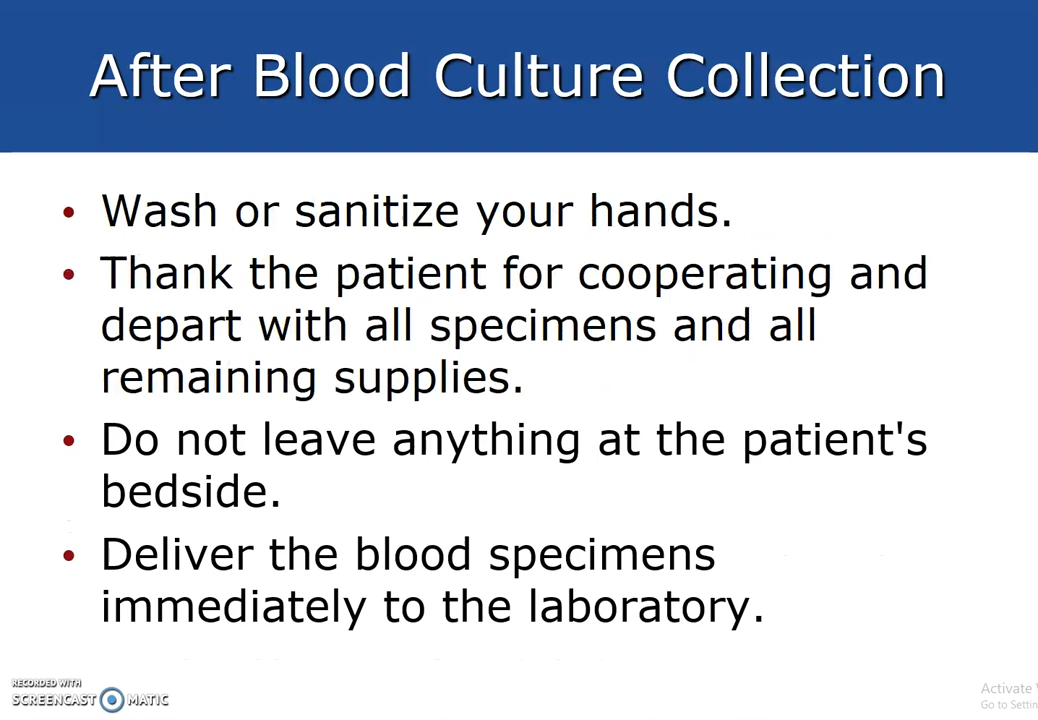 After Blood Culture Collection
• Wash or sanitize your hands.
• Thank the patient for cooperating and
depart with all specimens and all
remaining supplies.
• Do not leave anything at the patient's
bedside.
• Deliver the blood specimens
immediately to the laboratory.
RECORDED WITH
SCREENCAST MATIC
Activate
Go to